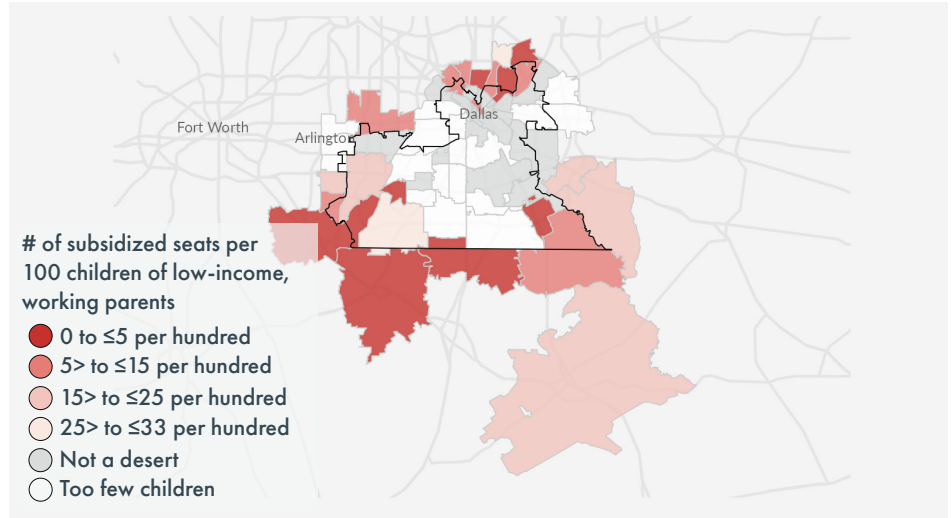 Dallas
Fort Worth
Arlington
# of subsidized seats per
100 children of low-income,
working parents
0 to ≤5 per hundred
5> to ≤15 per hundred
15> to ≤25 per hundred
25> to ≤33 per hundred
Not a desert
Too few children